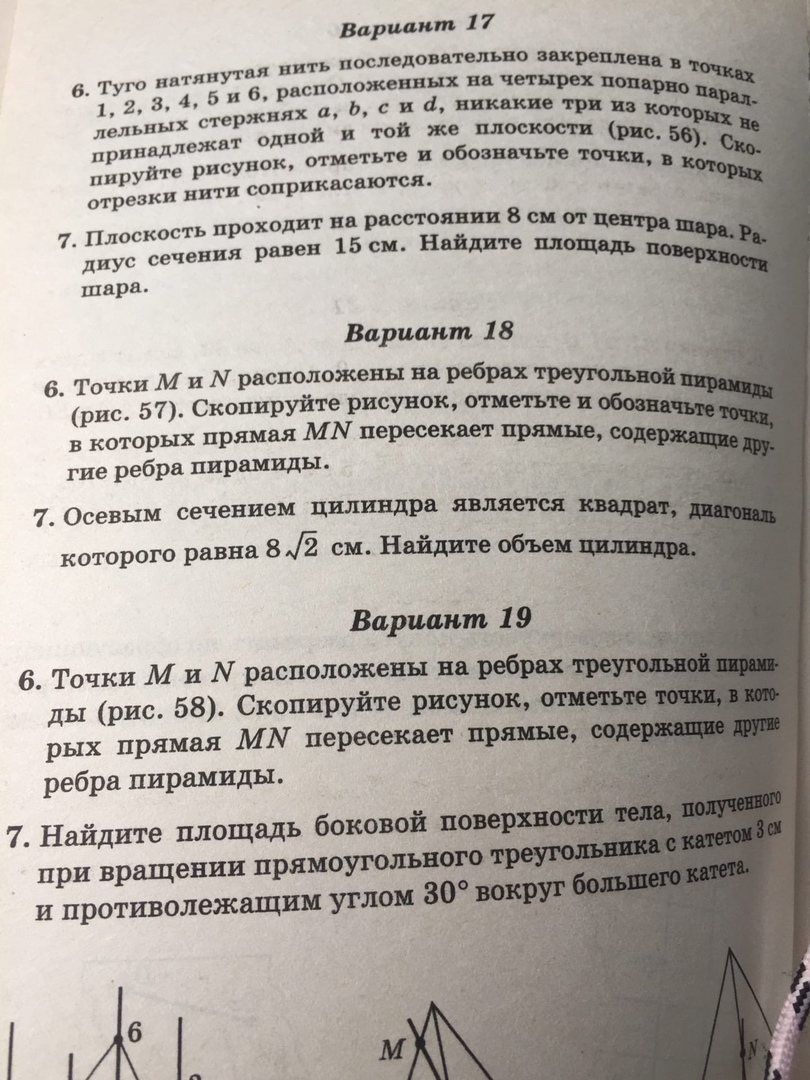 Вариант 17
6. Туго натянутая нить последовательно закреплена в точках
1, 2, 3, 4, 5 и 6, расположенных на четырех попарно парал-
лельных стержнях a, b, c и d, никакие три из которых не
принадлежат одной и той же плоскости (рис. 56). Ско-
пируйте рисунок, отметьте и обозначьте точки, в которых
отрезки нити соприкасаются.
7. Плоскость проходит на расстоянии 8 см от центра шара. Ра-
диус сечения равен 15 см. Найдите площадь поверхности
шара.
Вариант 18
6. Точки M и N расположены на ребрах треугольной пирамиды
(рис. 57). Скопируйте рисунок, отметьте и обозначьте точки,
в которых прямая MN пересекает прямые, содержащие дру-
гие ребра пирамиды.
7. Осевым сечением цилиндра является квадрат, диагональ
которого равна 8√2 см. Найдите объем цилиндра.
Вариант 19
6. Точки M и N расположены на ребрах треугольной пирами-
ды (рис. 58). Скопируйте рисунок, отметьте точки, в кото-
рых прямая MN пересекает прямые, содержащие другие
ребра пирамиды.
7. Найдите площадь боковой поверхности тела, полученного
при вращении прямоугольного треугольника с катетом 3 см
и противолежащим углом 30° вокруг большего катета.
6
M
N